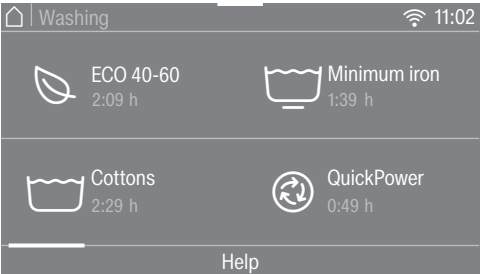 Washing
11:02
ECO 40-60
2:09 h
Minimum iron
1:39 h
Cottons
2:29 h
QuickPower
0:49 h
Help